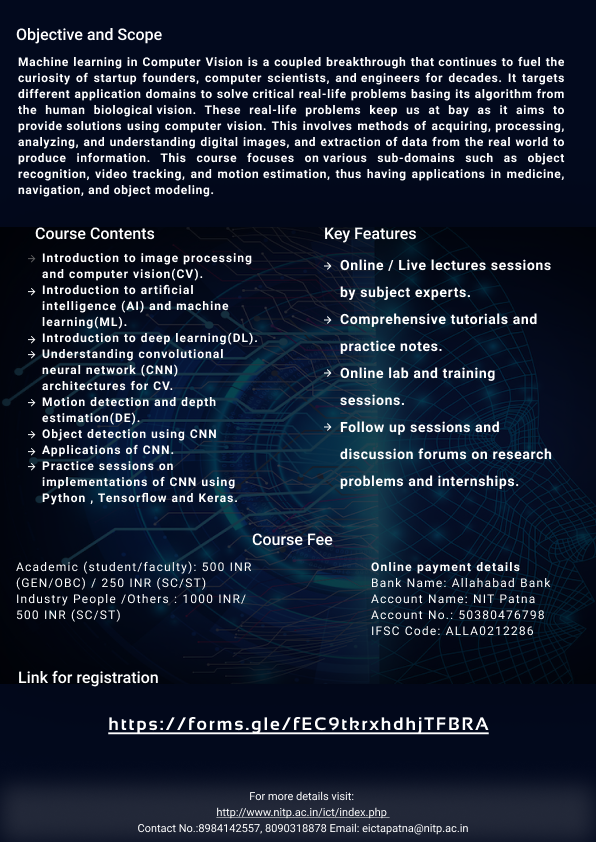 Objective and Scope
Machine learning in Computer Vision is a coupled breakthrough that continues to fuel the
curiosity of startup founders, computer scientists, and engineers for decades. It targets
different application domains to solve critical real-life problems basing its algorithm from
the human biological vision. These real-life problems keep us at bay as it aims to
provide solutions using computer vision. This involves methods of acquiring, processing,
analyzing, and understanding digital images, and extraction of data from the real world to
produce information. This course focuses on various sub-domains such as object
recognition, video tracking, and motion estimation, thus having applications in medicine,
navigation, and object modeling.
Course Contents
→ Introduction to image processing
and computer vision(CV).
→ Introduction to artificial
intelligence (AI) and machine
learning(ML).
→ Introduction to deep learning(DL).
→ Understanding convolutional
neural network (CNN)
architectures for CV.
→ Motion detection and depth
estimation(DE).
→ Object detection using CNN
→ Applications of CNN.
→ Practice sessions on
implementations of CNN using
Python , Tensorflow and Keras.
Key Features
→ Online / Live lectures sessions
by subject experts.
→ Comprehensive tutorials and
practice notes.
→ Online lab and training
sessions.
→ Follow up sessions and
discussion forums on research
problems and internships.
Course Fee
Academic (student/faculty): 500 INR
(GEN/OBC) / 250 INR (SC/ST)
Industry People /Others : 1000 INR/
500 INR (SC/ST)
Online payment details
Bank Name: Allahabad Bank
Account Name: NIT Patna
Account No.: 50380476798
IFSC Code: ALLA0212286
Link for registration
https://forms.gle/fEC9tkrxhdhjTFBRA
For more details visit:
http://www.nitp.ac.in/ict/index.php
Contact No.:8984142557, 8090318878 Email: eictapatna@nitp.ac.in